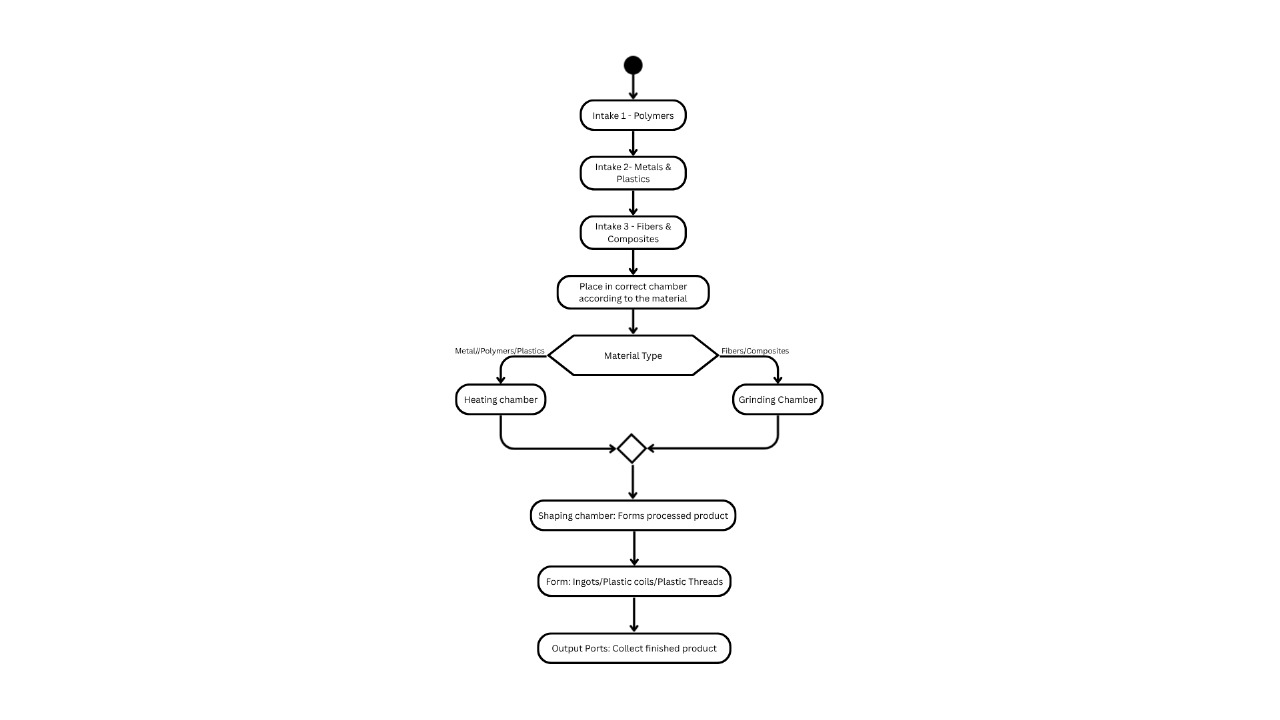 Intake 1 - Polymers
Intake 2- Metals &
Plastics
Intake 3 - Fibers &
Composites
Place in correct chamber
according to the material
Metal//Polymers/Plastics
Material Type
Fibers/Composites
Heating chamber
Grinding Chamber
Shaping chamber: Forms processed product
Form: Ingots/Plastic coils/Plastic Threads
Output Ports: Collect finished product